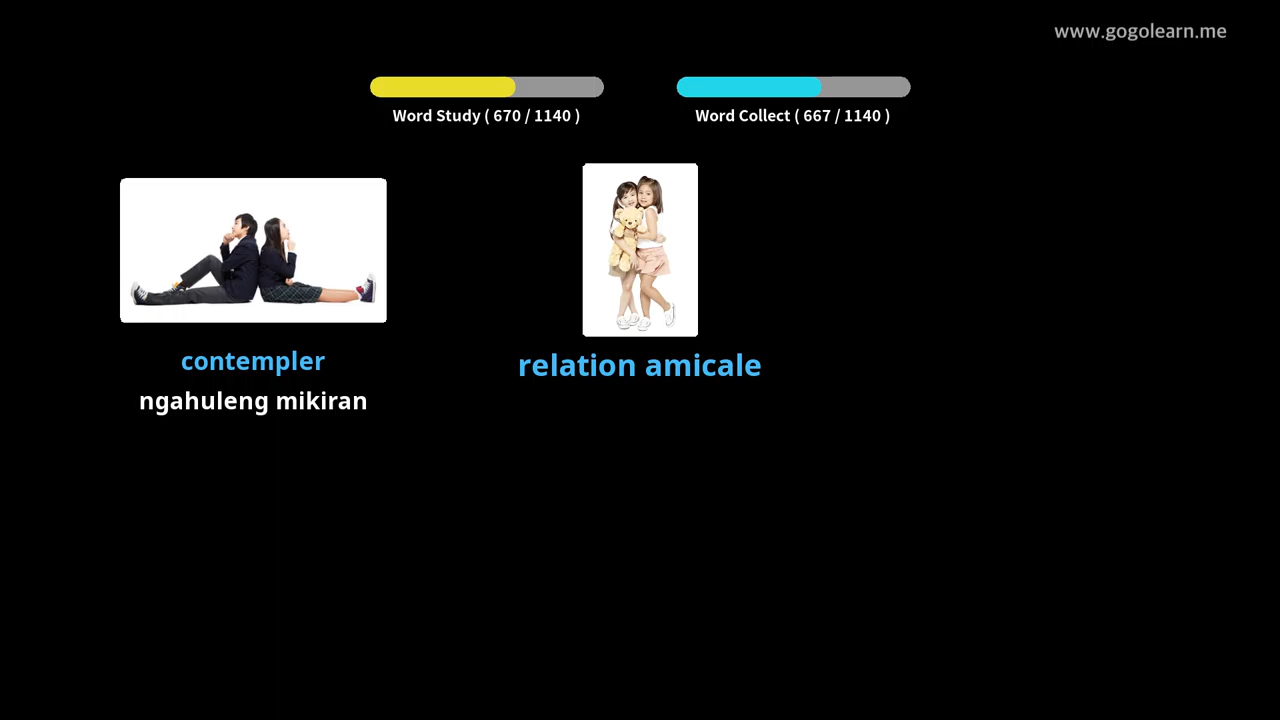 www.gogolearn.me
Word Study ( 670 / 1140 )
Word Collect ( 667 / 1140 )
contempler
ngahuleng mikiran
relation amicale